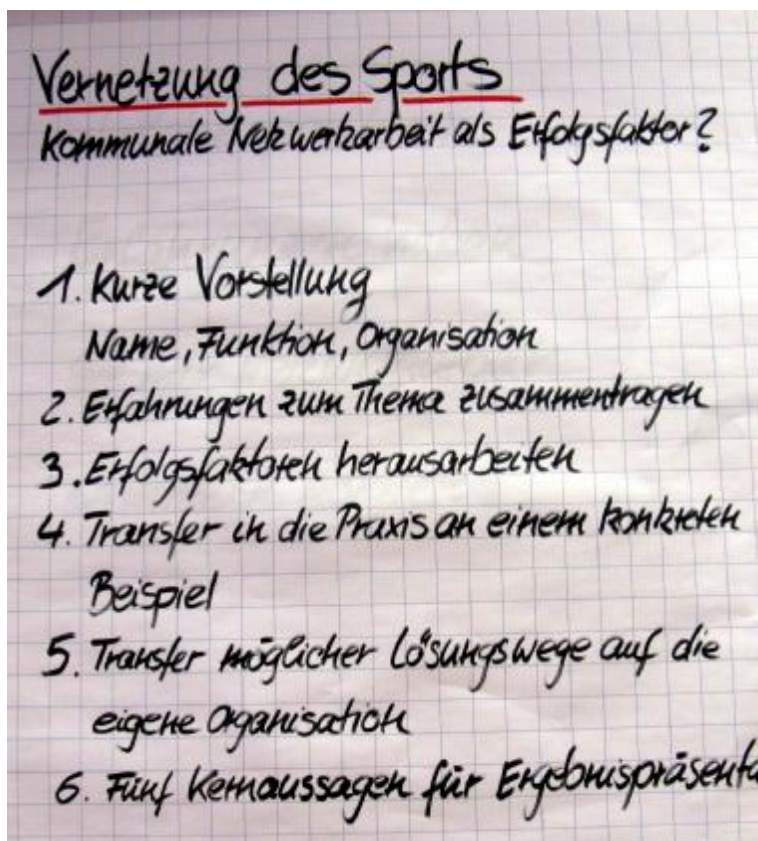 Vernetzung des Sports
Kommunale Netzwerkarbeit als Erfolgsfaktor?
1. Kurze Vorstellung
Name, Funktion, Organisation
2. Erfahrungen zum Thema zusammentragen
3. Erfolgsfaktoren herausarbeiten
4. Transfer in die Praxis an einem konkreten
Beispiel
5. Transfer möglicher Lösungswege auf die
eigene Organisation
6. Fünf Kernaussagen für Ergebnispräsenta